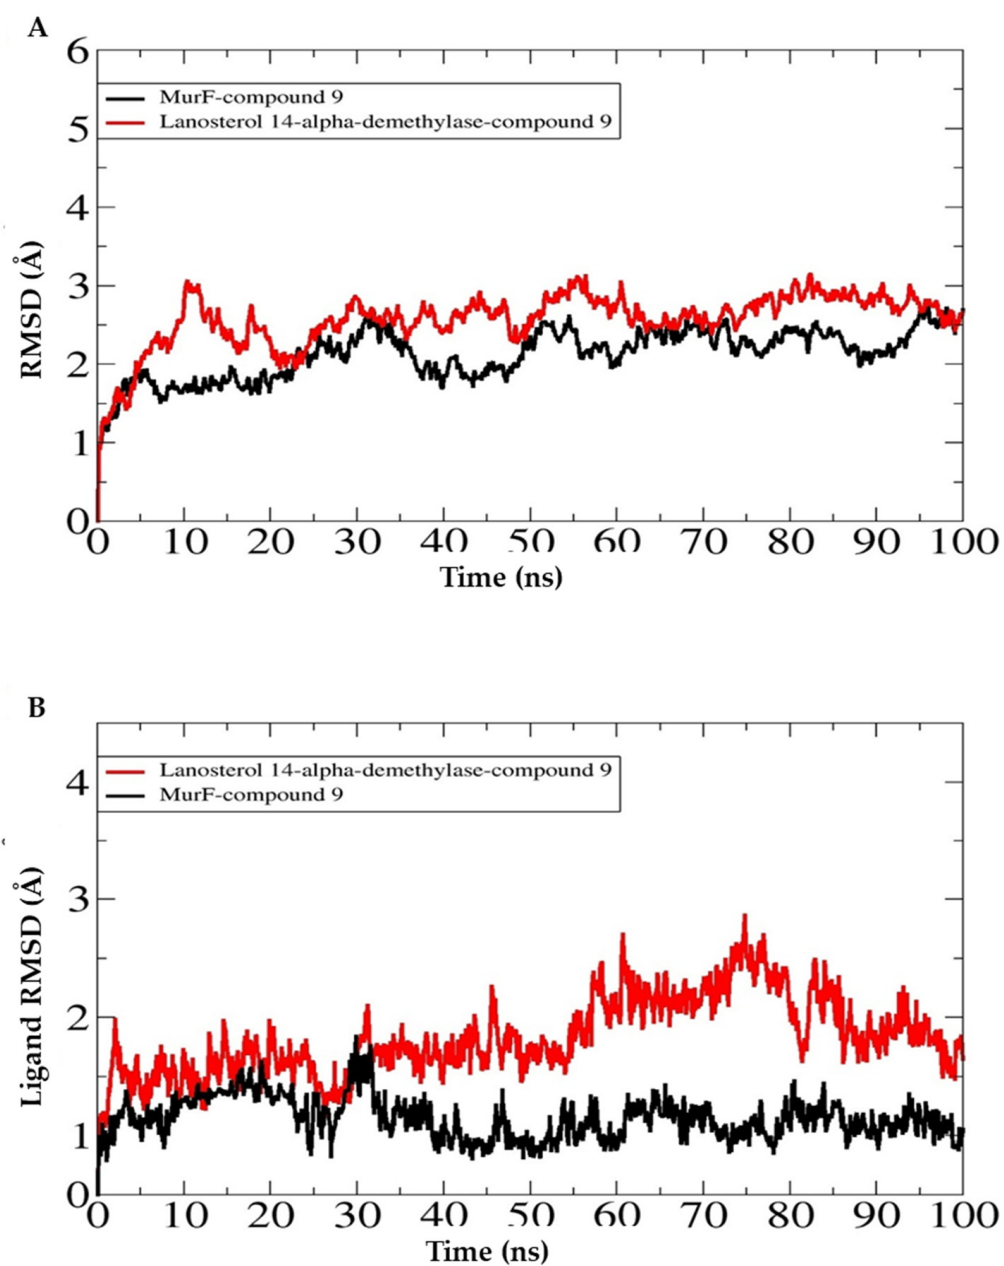 A
6
MurF-compound 9
Lanosterol 14-alpha-demethylase-compound 9
5
4
3
2
1
0
RMSD (Å)
0 10 20 30 40 50 60 70 80 90 100
Time (ns)
B
Lanosterol 14-alpha-demethylase-compound 9
MurF-compound 9
4
3
2
1
0
Ligand RMSD (Å)
0 10 20 30 40 50 60 70 80 90 100
Time (ns)